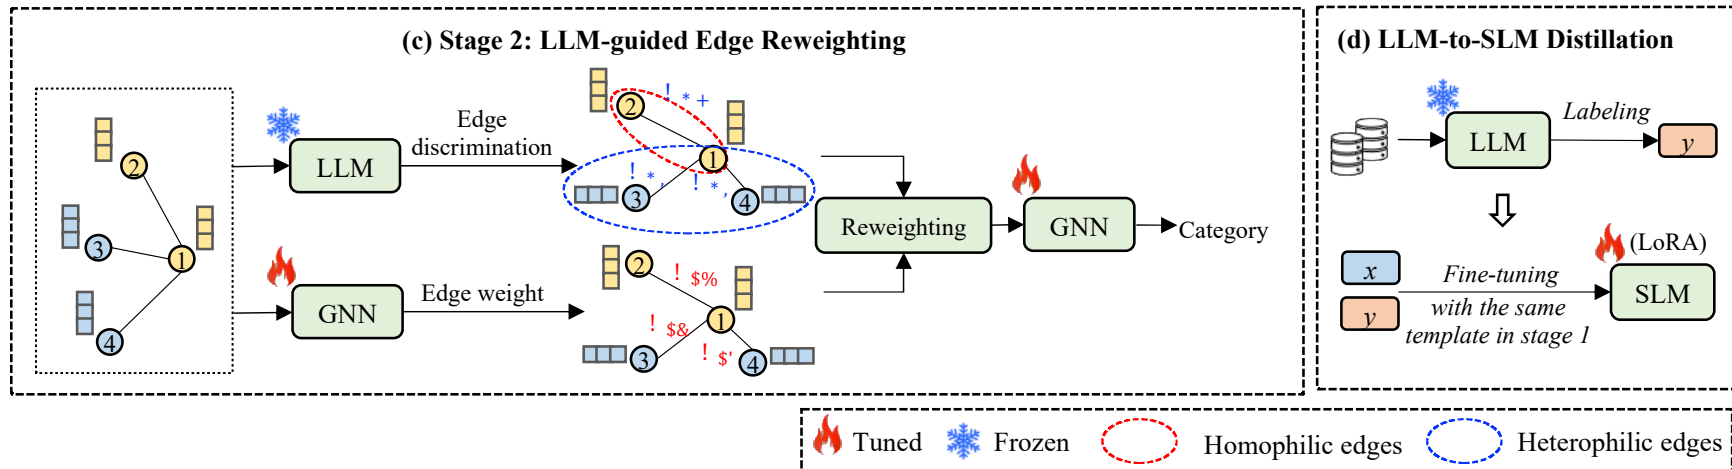 (c) Stage 2: LLM-guided Edge Reweighting
2
3
1
4
LLM
Edge
discrimination
2
! *+
1
! *,
! *,
3
4
GNN
Edge weight
2
! $%
1
! $&
! $'
3
4
Reweighting
GNN
Category
(d) LLM-to-SLM Distillation
LLM
Labeling
y
x
y
Fine-tuning
with the same
template in stage 1
(LoRA)
SLM
Tuned
Frozen
Homophilic edges
Heterophilic edges